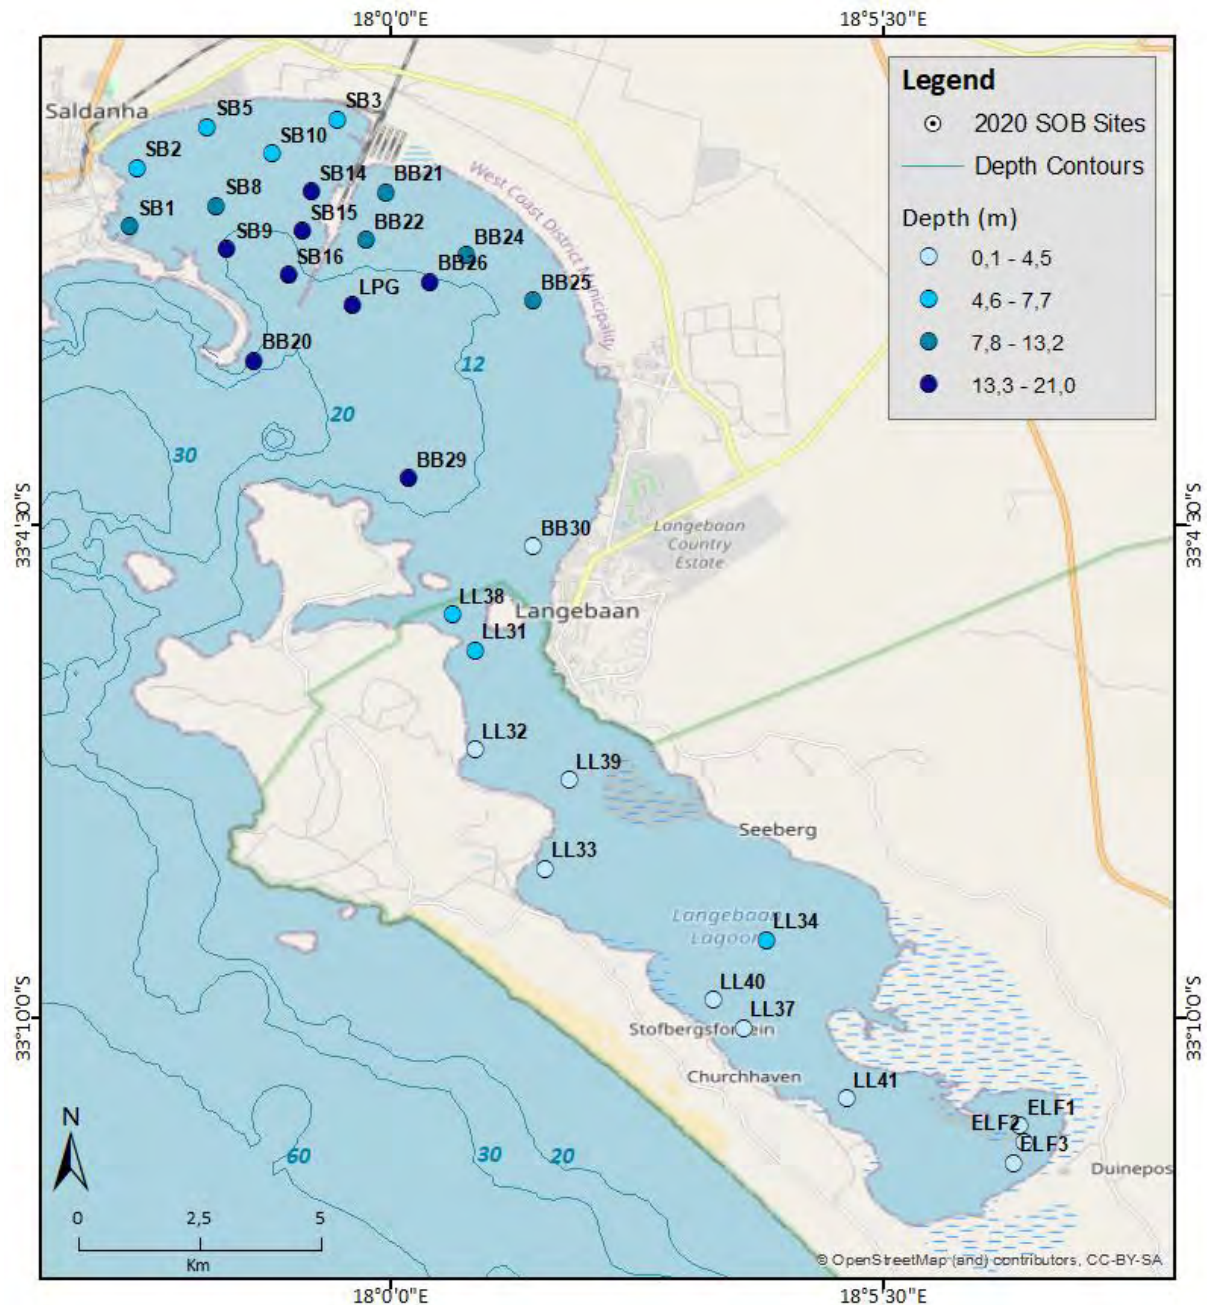 18°0'0"E
18°5'30"E
Legend
2020 SOB Sites
Depth Contours
Depth (m)
0,1 - 4,5
4,6 - 7,7
7,8 - 13,2
13,3 - 21,0
Saldanha
SB5
SB3
SB10
SB2
SB14
BB21
West Coast District Municipality
SB8
SB1
SB15
BB22
SB9
BB24
SB16
BB26
LPG
BB25
BB20
12
20
30
BB29
33°4'30"S
33°4'30"S
BB30
Langebaan
Country
Estate
LL38
Langebaan
LL31
LL32
LL39
Seeberg
LL33
Langebaan
Lagoon
LL34
LL40
LL37
Stofbergsfontein
33°10'0"S
33°10'0"S
Churchhaven
LL41
ELF1
ELF2
ELF3
Duinepos
N
60
30
20
0
2,5
5
Km
© OpenStreetMap (and) contributors, CC-BY-SA
18°0'0"E
18°5'30"E